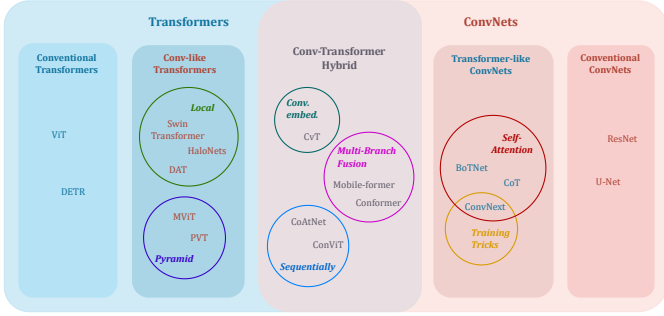 Transformers
ConvNets
Conventional
Transformers
ViT
DETR
Conv-like
Transformers
Local
Swin
Transformer
HaloNets
DAT
MViT
PVT
Pyramid
Conv-Transformer
Hybrid
Conv.
embed.
CvT
Multi-Branch
Fusion
Mobile-former
Conformer
CoAtNet
ConViT
Sequentially
Transformer-like
ConvNets
Self-
Attention
BoTNet
CoT
ConvNext
Training
Tricks
Conventional
ConvNets
ResNet
U-Net